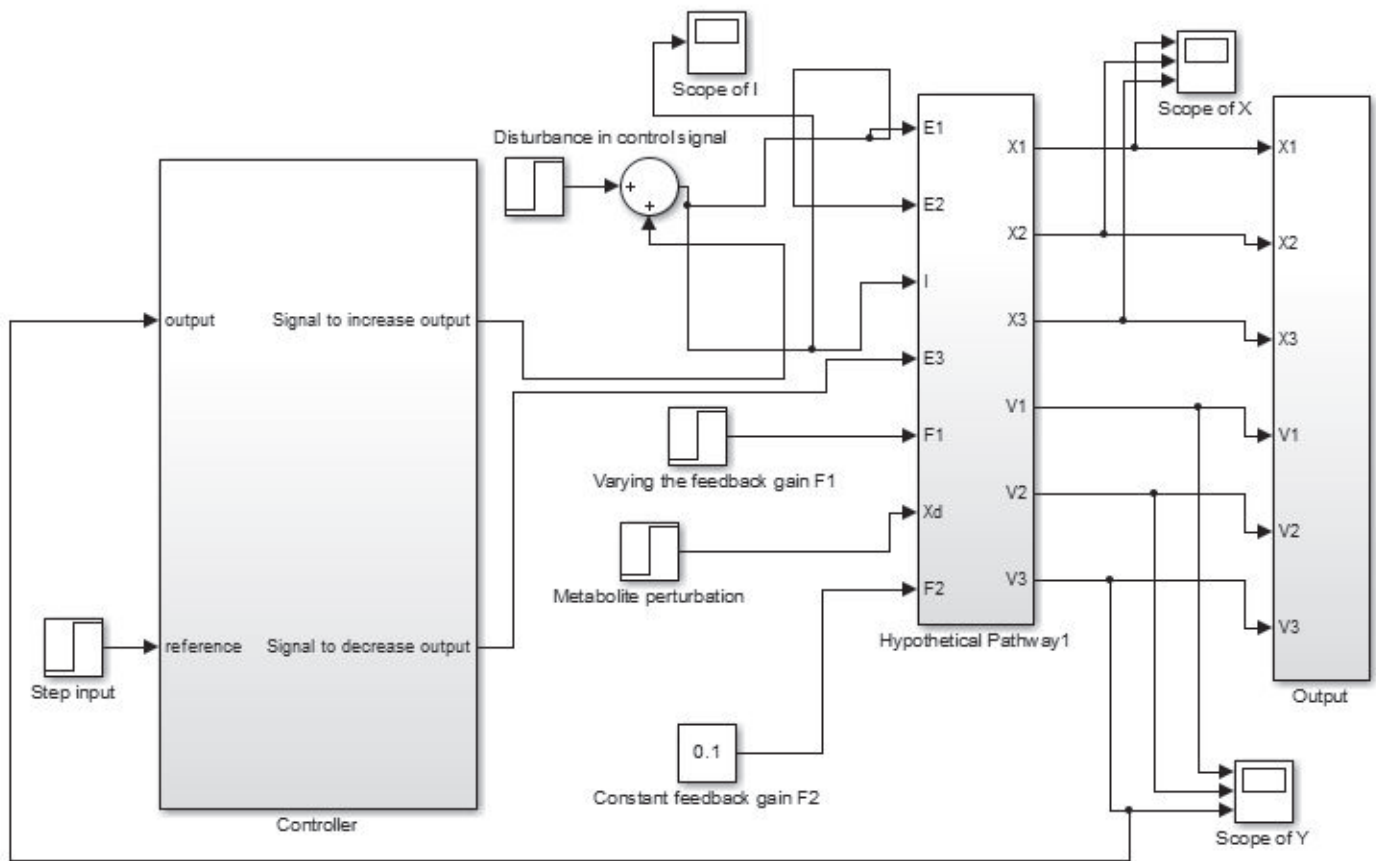 Scope of I
Scope of X
Disturbance in control signal
+
+
Controller
output
reference
Signal to increase output
Signal to decrease output
Step input
Varying the feedback gain F1
Metabolite perturbation
0.1
Constant feedback gain F2
E1
E2
I
E3
F1
Xd
F2
X1
X2
X3
V1
V2
V3
Hypothetical Pathway1
X1
X2
X3
V1
V2
V3
Output
Scope of Y